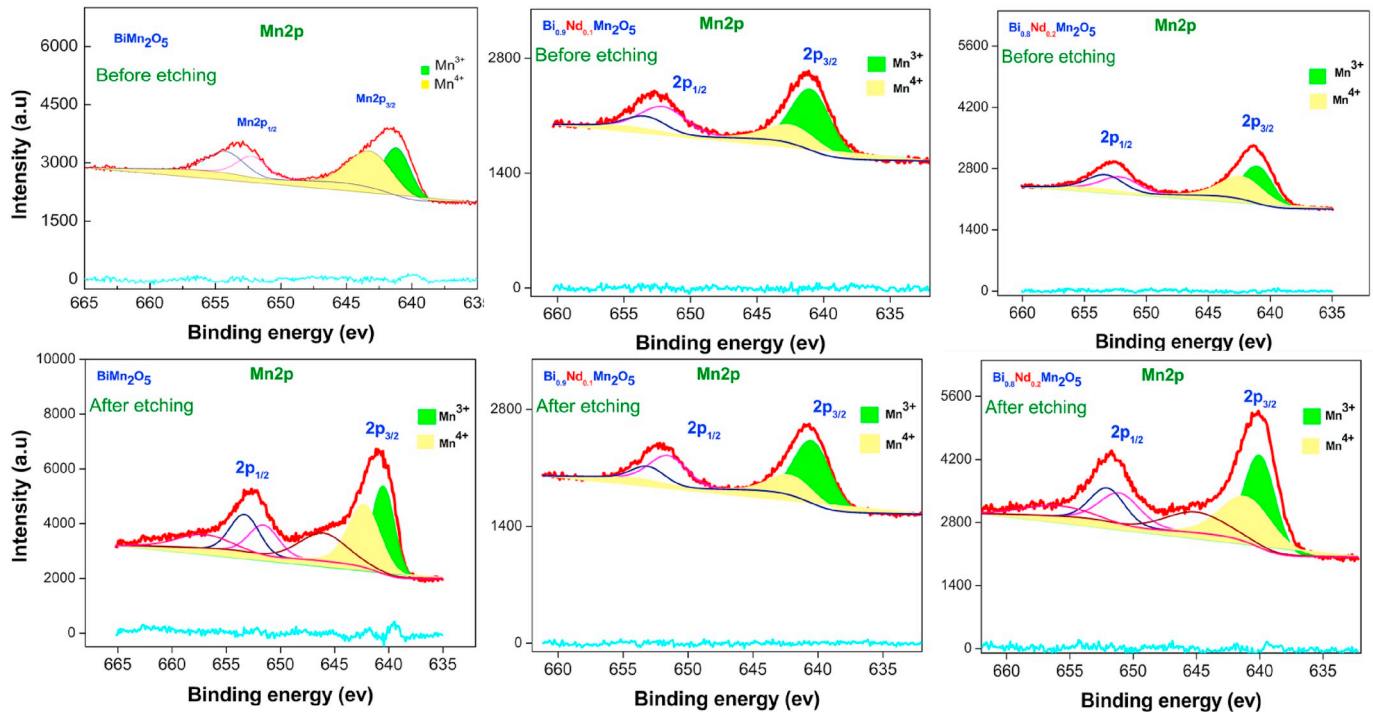 BiMn₂O₅
Mn2p
Before etching
Mn³⁺
Mn⁴⁺
Mn2p₁/₂
Mn2p₃/₂
6000
4500
3000
1500
0
Intensity (a.u)
665 660 655 650 645 640
Binding energy (ev)
Bi₀.₉Nd₀.₁Mn₂O₅
Mn2p
Before etching
Mn³⁺
Mn⁴⁺
2p₁/₂
2p₃/₂
2800
1400
0
660 655 650 645 640 635
Binding energy (ev)
Bi₀.₈Nd₀.₂Mn₂O₅
Mn2p
Before etching
Mn³⁺
Mn⁴⁺
2p₁/₂
2p₃/₂
5600
4200
2800
1400
0
660 655 650 645 640 635
Binding energy (ev)
BiMn₂O₅
Mn2p
After etching
Mn³⁺
Mn⁴⁺
2p₁/₂
2p₃/₂
10000
8000
6000
4000
2000
0
Intensity (a.u)
665 660 655 650 645 640 635
Binding energy (ev)
Bi₀.₉Nd₀.₁Mn₂O₅
Mn2p
After etching
Mn³⁺
Mn⁴⁺
2p₁/₂
2p₃/₂
2800
1400
0
660 655 650 645 640 635
Binding energy (ev)
Bi₀.₈Nd₀.₂Mn₂O₅
Mn2p
After etching
Mn³⁺
Mn⁴⁺
2p₁/₂
2p₃/₂
5600
4200
2800
1400
0
660 655 650 645 640 635
Binding energy (ev)